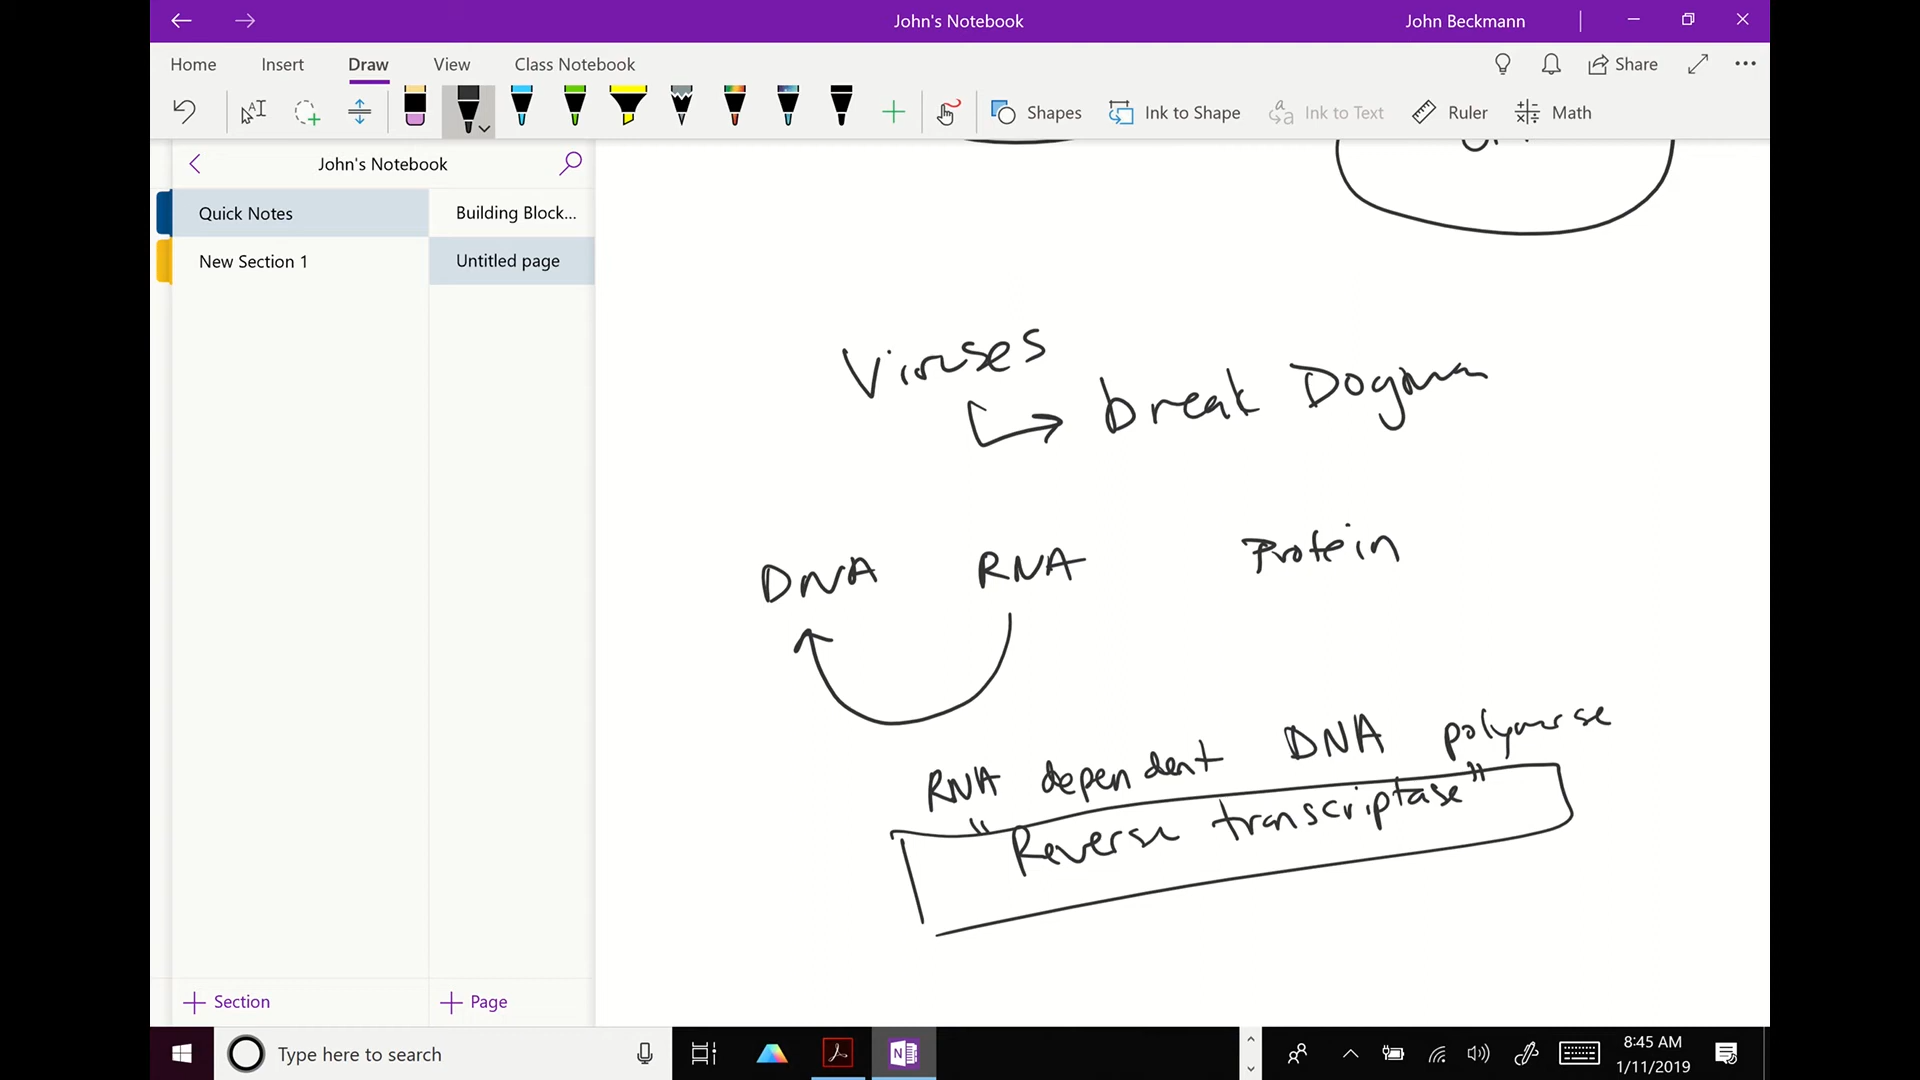 John's Notebook
John Beckmann
Home Insert Draw View Class Notebook
Share
Shapes Ink to Shape Ink to Text Ruler Math
John's Notebook
Quick Notes
New Section 1
Building Block...
Untitled page
Viruses
break Dogma
DNA RNA Protein
RNA dependent DNA polymerse
"Reverse transcriptase"
+ Section
+ Page
Type here to search
8:45 AM
1/11/2019